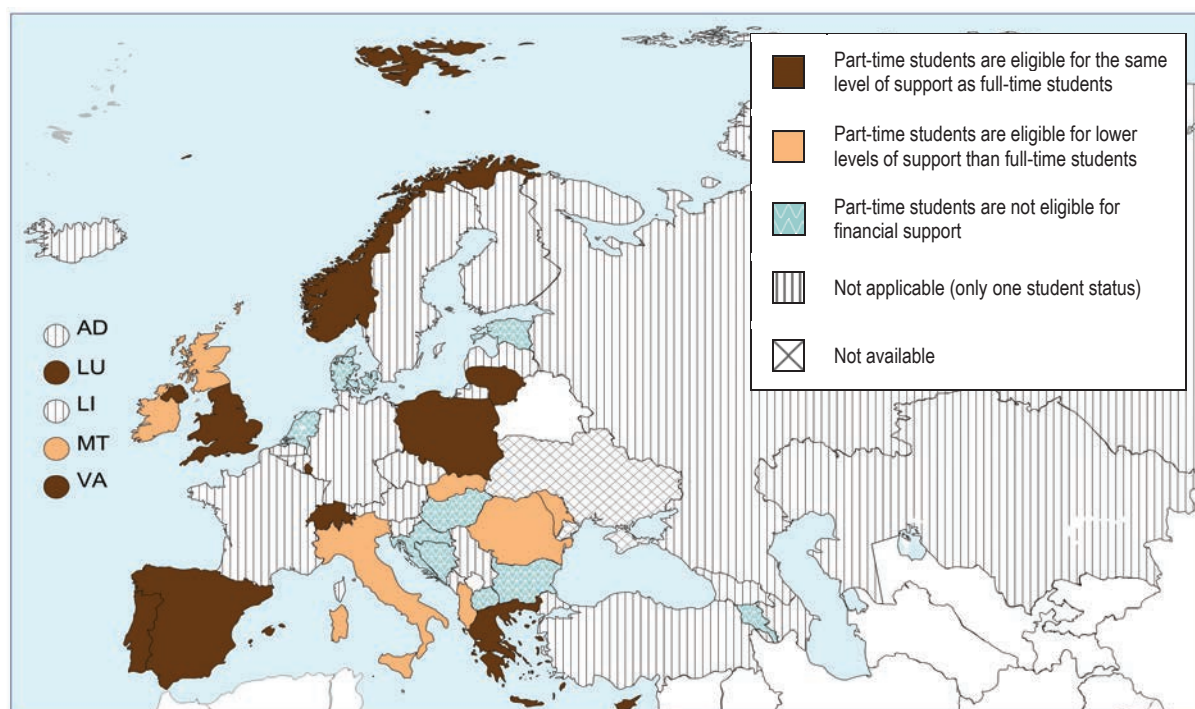 Part-time students are eligible for the same
level of support as full-time students
Part-time students are eligible for lower
levels of support than full-time students
Part-time students are not eligible for
financial support
Not applicable (only one student status)
Not available
AD
LU
LI
MT
VA